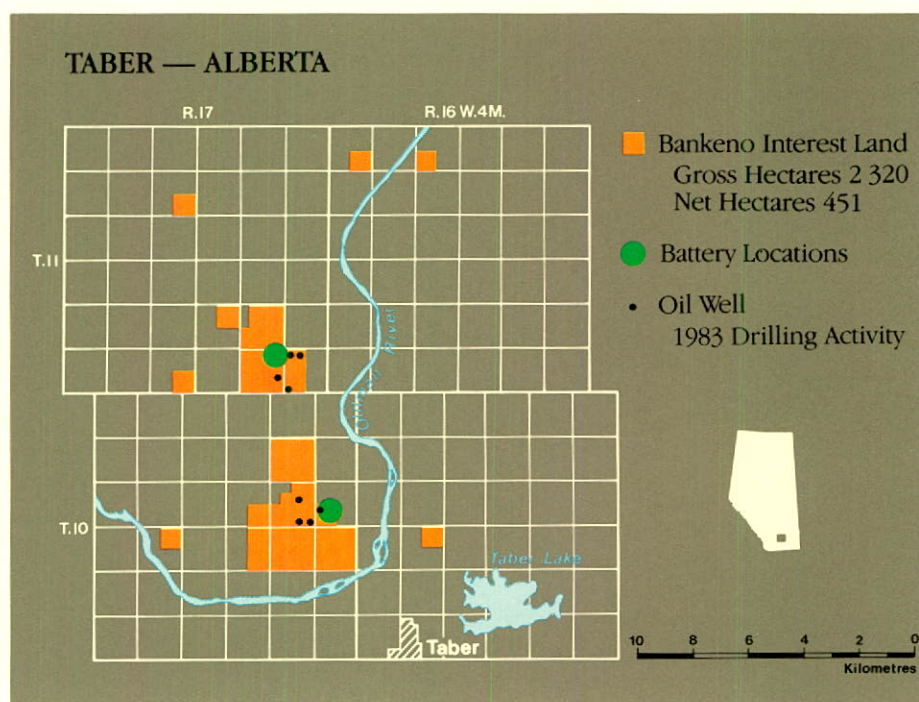 TABER — ALBERTA
R.17
R.16 W.4M.
T.11
T.10
Oldman River
Taber Lake
Taber
Bankeno Interest Land
Gross Hectares 2 320
Net Hectares 451
Battery Locations
Oil Well
1983 Drilling Activity
10 8 6 4 2 0
Kilometres